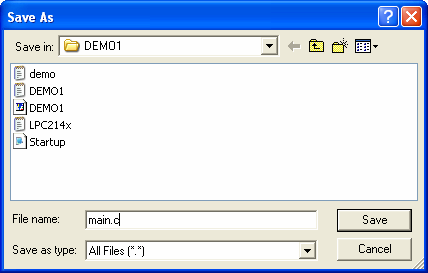 Save As
Save in: DEMO1
demo
DEMO1
DEMO1
LPC214x
Startup
File name: main.c Save
Save as type: All Files (*.*) Cancel